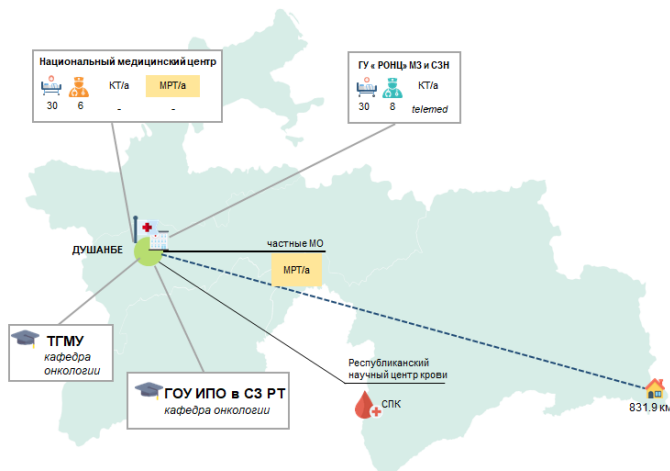 Национальный медицинский центр
КТ/а
МРТ/а
30
6
-
-
ГУ « РОНЦ» МЗ и СЗН
КТ/а
30
8
telemed
ДУШАНБЕ
частные МО
МРТ/а
ТГМУ
кафедра
онкологии
ГОУ ИПО в СЗ РТ
кафедра онкологии
Республиканский
научный центр крови
СПК
831.9 км